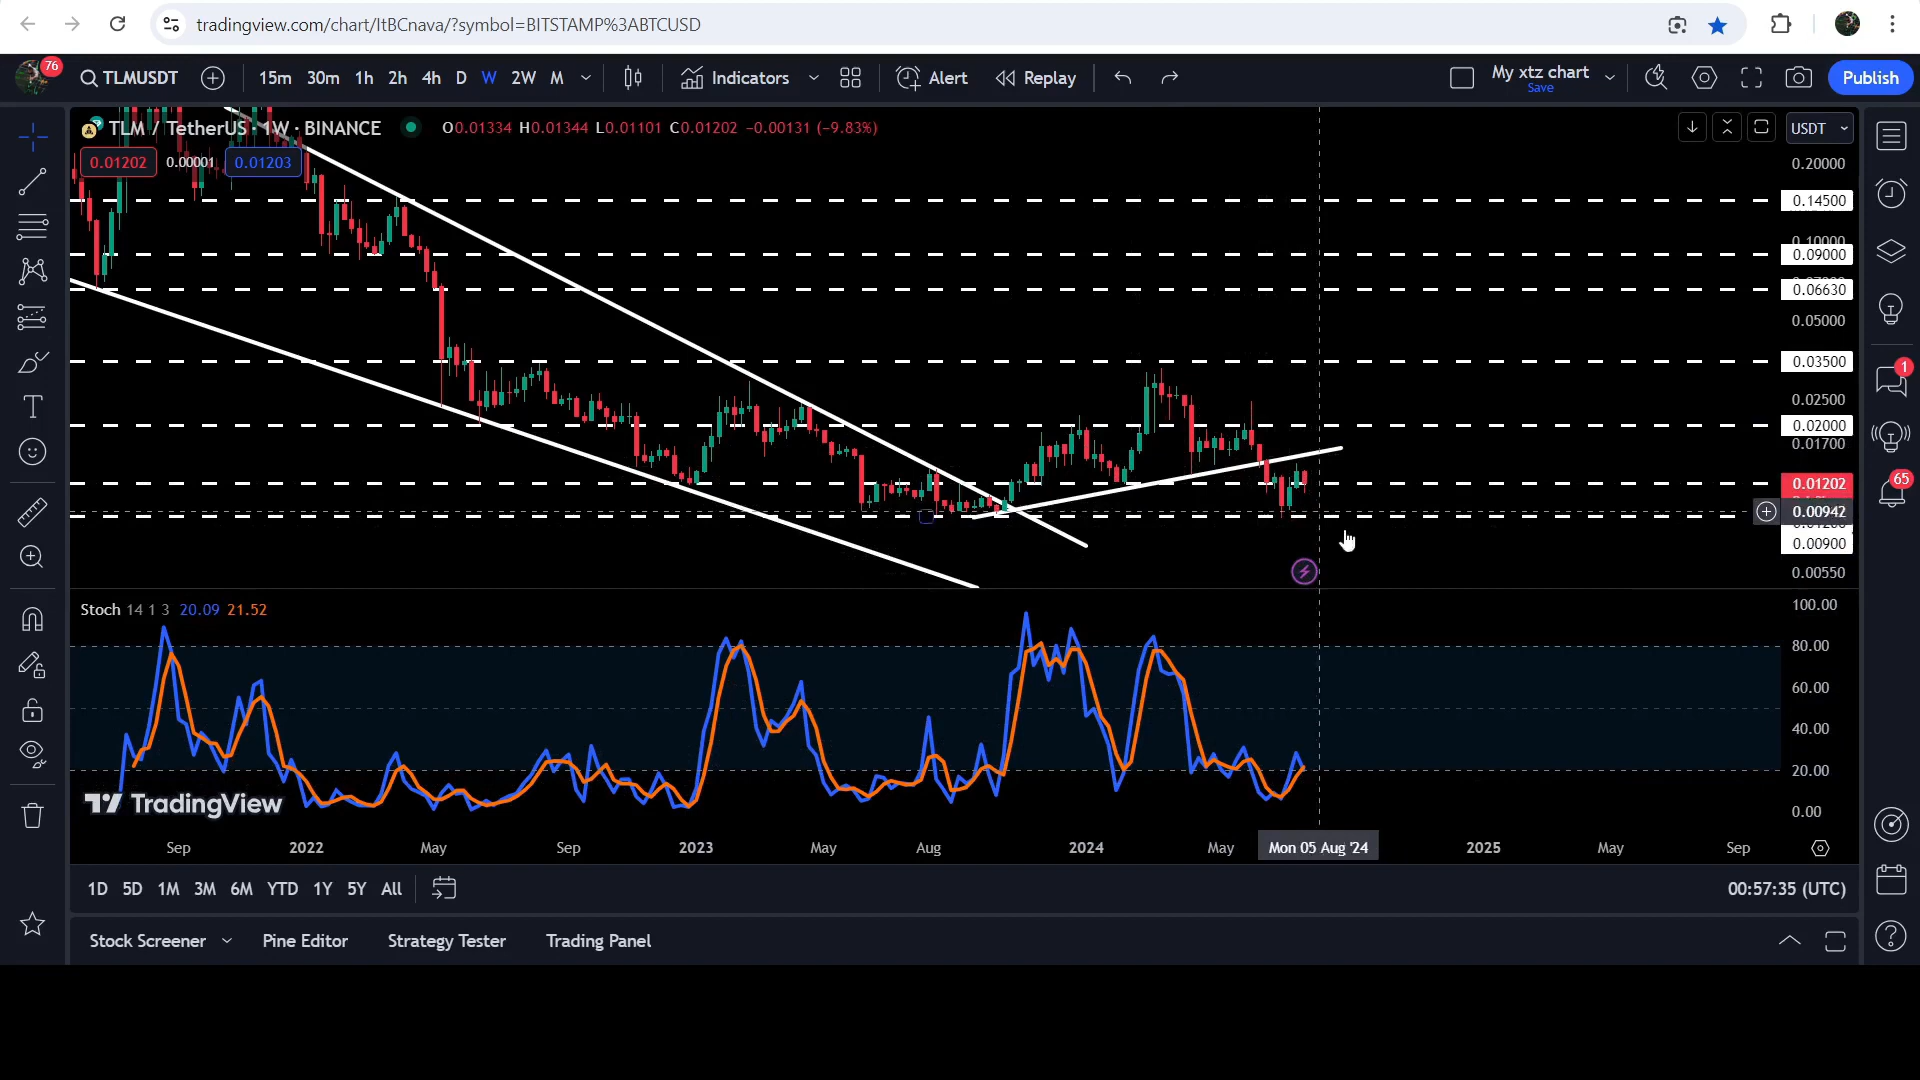 tradingview.com/chart/ItBCnava/?symbol=BITSTAMP%3ABTCUSD
76
TLMUSDT 15m 30m 1h 2h 4h D W 2W M Indicators Alert Replay My xtz chart Save Publish
TLM / TetherUS · 1W · BINANCE O0.01334 H0.01344 L0.01101 C0.01202 −0.00131 (−9.83%) USDT
0.01202 0.00001 0.01203
0.20000
0.14500
0.10000
0.09000
0.06630
0.05000
0.03500
1
0.02500
0.02000
0.01700
0.01202
65
0.00942
0.00900
0.00550
Stoch 14 1 3 20.09 21.52
100.00
80.00
60.00
40.00
20.00
TradingView
0.00
Sep 2022 May Sep 2023 May Aug 2024 May Mon 05 Aug '24 2025 May Sep
1D 5D 1M 3M 6M YTD 1Y 5Y All 00:57:35 (UTC)
Stock Screener Pine Editor Strategy Tester Trading Panel